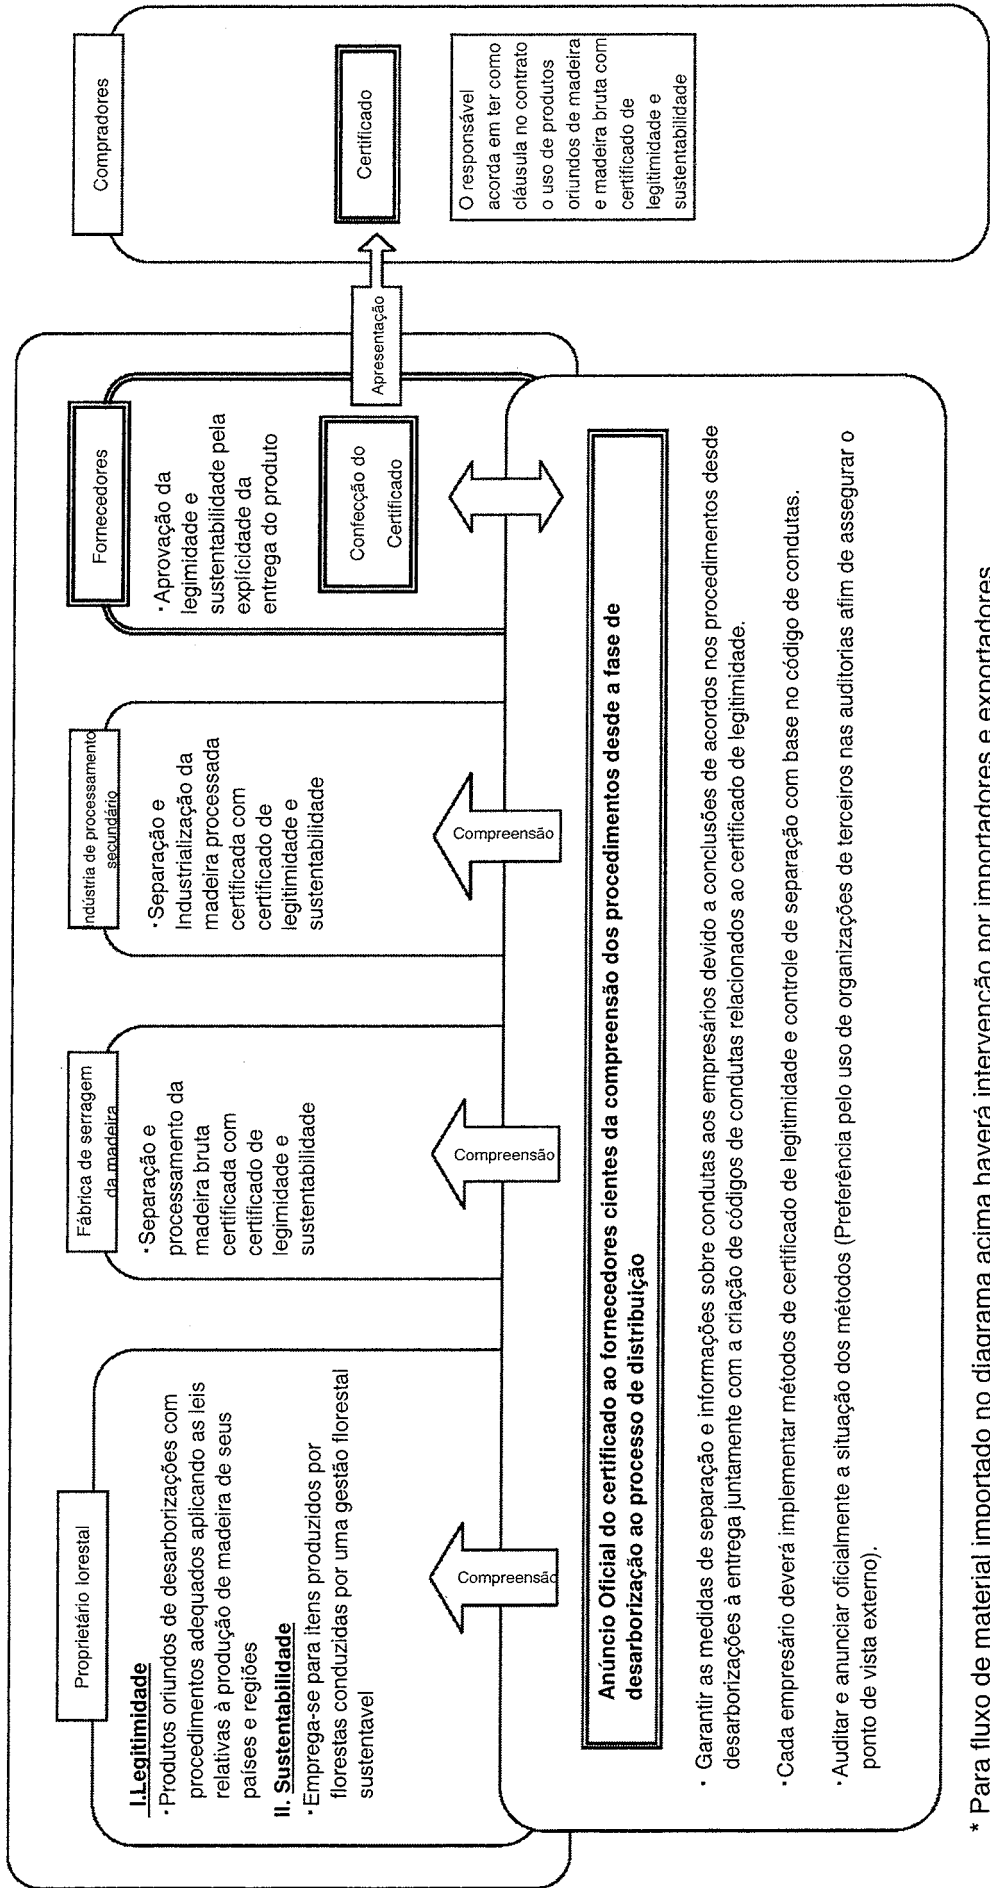 Proprietário lorestal
I.Legitimidade
・Produtos oriundos de desarborizações com
procedimentos adequados aplicando as leis
relativas à produção de madeira de seus
países e regiões
II. Sustentabilidade
・Emprega-se para itens produzidos por
florestas conduzidas por uma gestão florestal
sustentavel
Compreensão
Fábrica de serragem
da madeira
・Separação e
processamento da
madeira bruta
certificada com
certificado de
legimidade e
sustentabilidade
Compreensão
Indústria de processamento
secundário
・Separação e
Industrialização da
madeira processada
certificada com
certificado de
legitimidade e
sustentabilidade
Compreensão
Fornecedores
・Aprovação da
legimidade e
sustentabilidade pela
explícidade da
entrega do produto
Confecção do
Certificado
Apresentação
Compradores
Certificado
O responsável
acorda em ter como
cláusula no contrato
o uso de produtos
oriundos de madeira
e madeira bruta com
certificado de
legitimidade e
sustentabilidade
Anúncio Oficial do certificado ao fornecedores cientes da compreensão dos procedimentos desde a fase de
desarborização ao processo de distribuição
・Garantir as medidas de separação e informações sobre condutas aos empresários devido a conclusões de acordos nos procedimentos desde
desarborizações à entrega juntamente com a criação de códigos de condutas relacionados ao certificado de legitimidade.
・Cada empresário deverá implementar métodos de certificado de legitimidade e controle de separação com base no código de condutas.
・Auditar e anunciar oficialmente a situação dos métodos (Preferência pelo uso de organizações de terceiros nas auditorias afim de assegurar o
ponto de vista externo).
* Para fluxo de material importado no diagrama acima haverá intervenção por importadores e exportadores